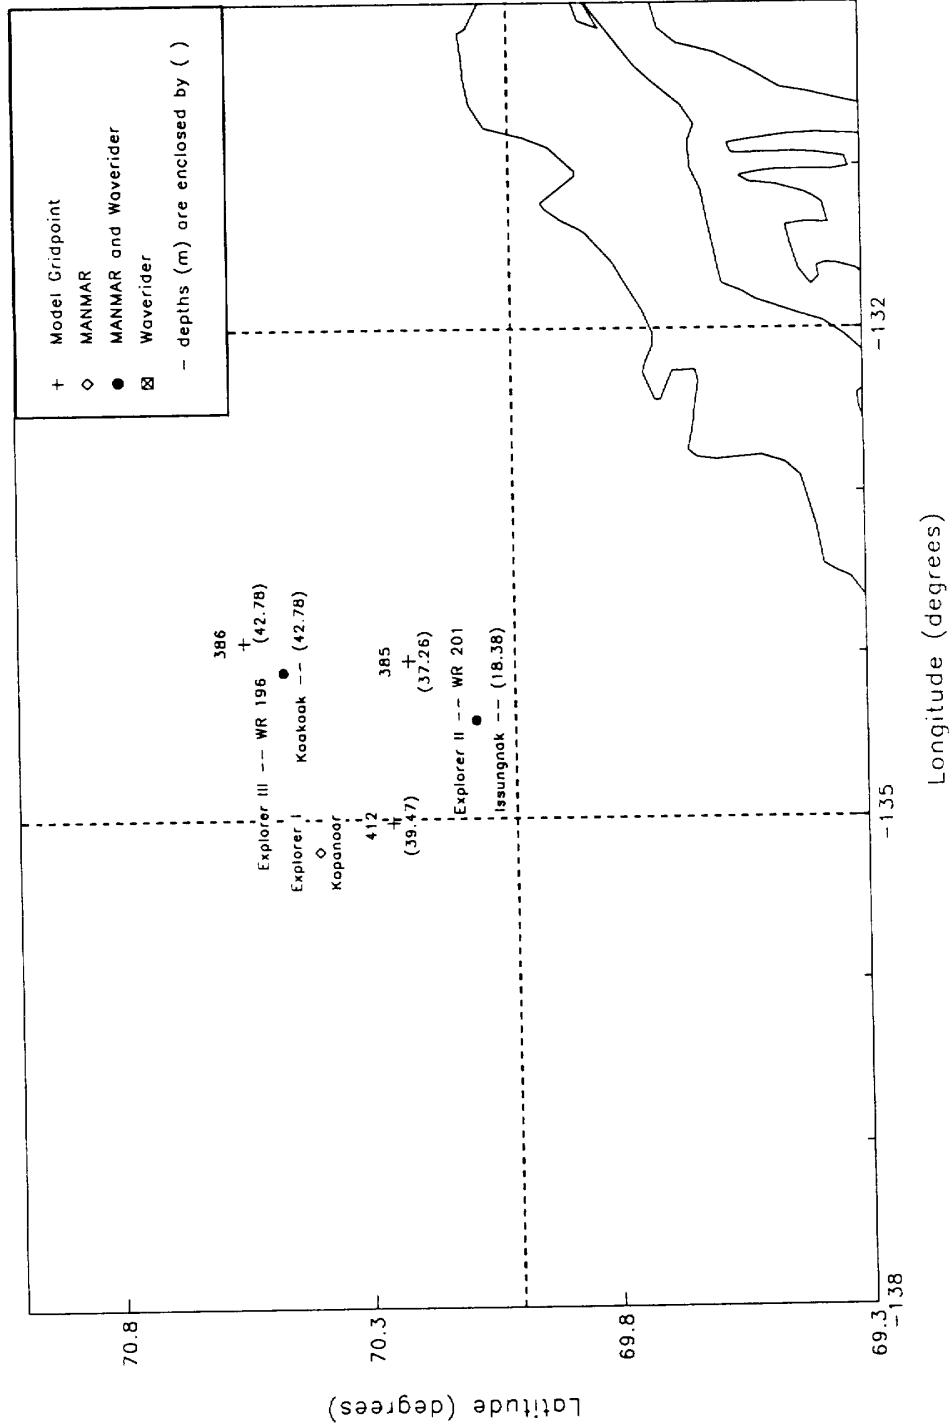 + Model Gridpoint
◇ MANMAR
● MANMAR and Waverider
⊠ Waverider
– depths (m) are enclosed by ( )
386
(42.78)
Explorer III -- WR 196
Kaakaak -- (42.78)
Explorer I
Kopanoar
385
(37.26)
412
(39.47)
Explorer II -- WR 201
Issungnak -- (18.38)
70.8
70.3
69.8
69.3
-138
-135
-132
Longitude (degrees)
Latitude (degrees)